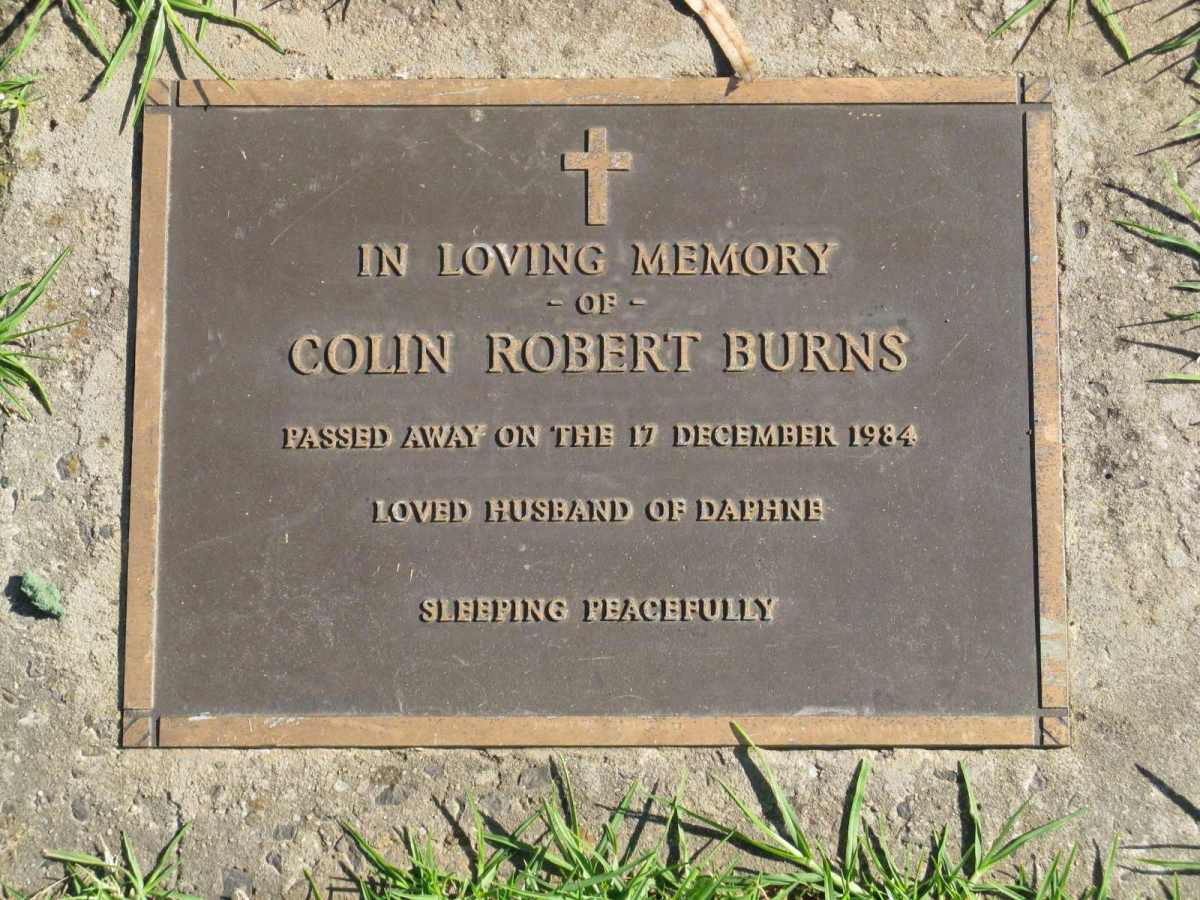 IN LOVING MEMORY
- OF -
COLIN ROBERT BURNS
PASSED AWAY ON THE 17 DECEMBER 1984
LOVED HUSBAND OF DAPHNE
SLEEPING PEACEFULLY